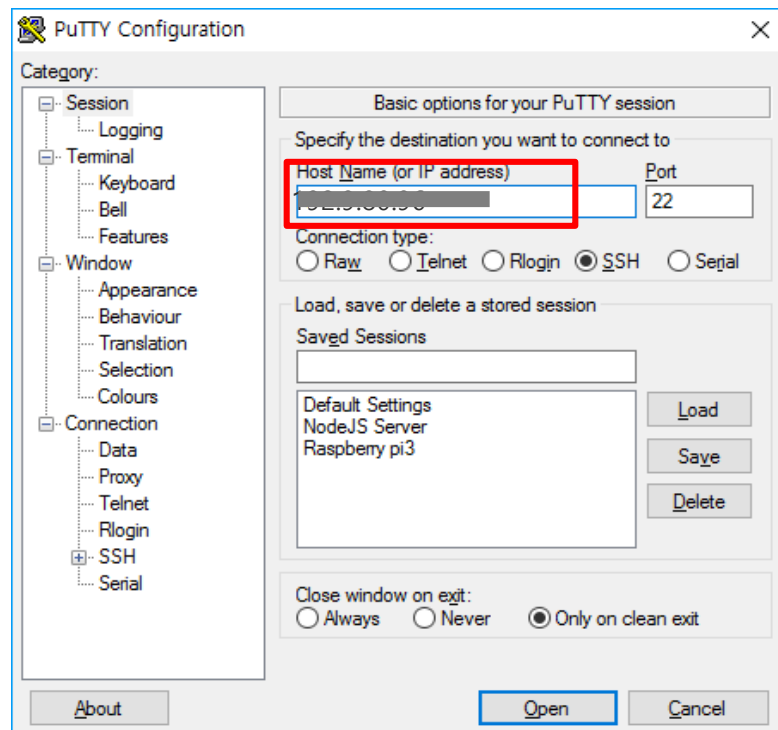 PuTTY Configuration
Category:
Session
Logging
Terminal
Keyboard
Bell
Features
Window
Appearance
Behaviour
Translation
Selection
Colours
Connection
Data
Proxy
Telnet
Rlogin
SSH
Serial
Basic options for your PuTTY session
Specify the destination you want to connect to
Host Name (or IP address) Port
22
Connection type:
Raw Telnet Rlogin SSH Serial
Load, save or delete a stored session
Saved Sessions
Default Settings
NodeJS Server
Raspberry pi3
Load
Save
Delete
Close window on exit:
Always Never Only on clean exit
About Open Cancel